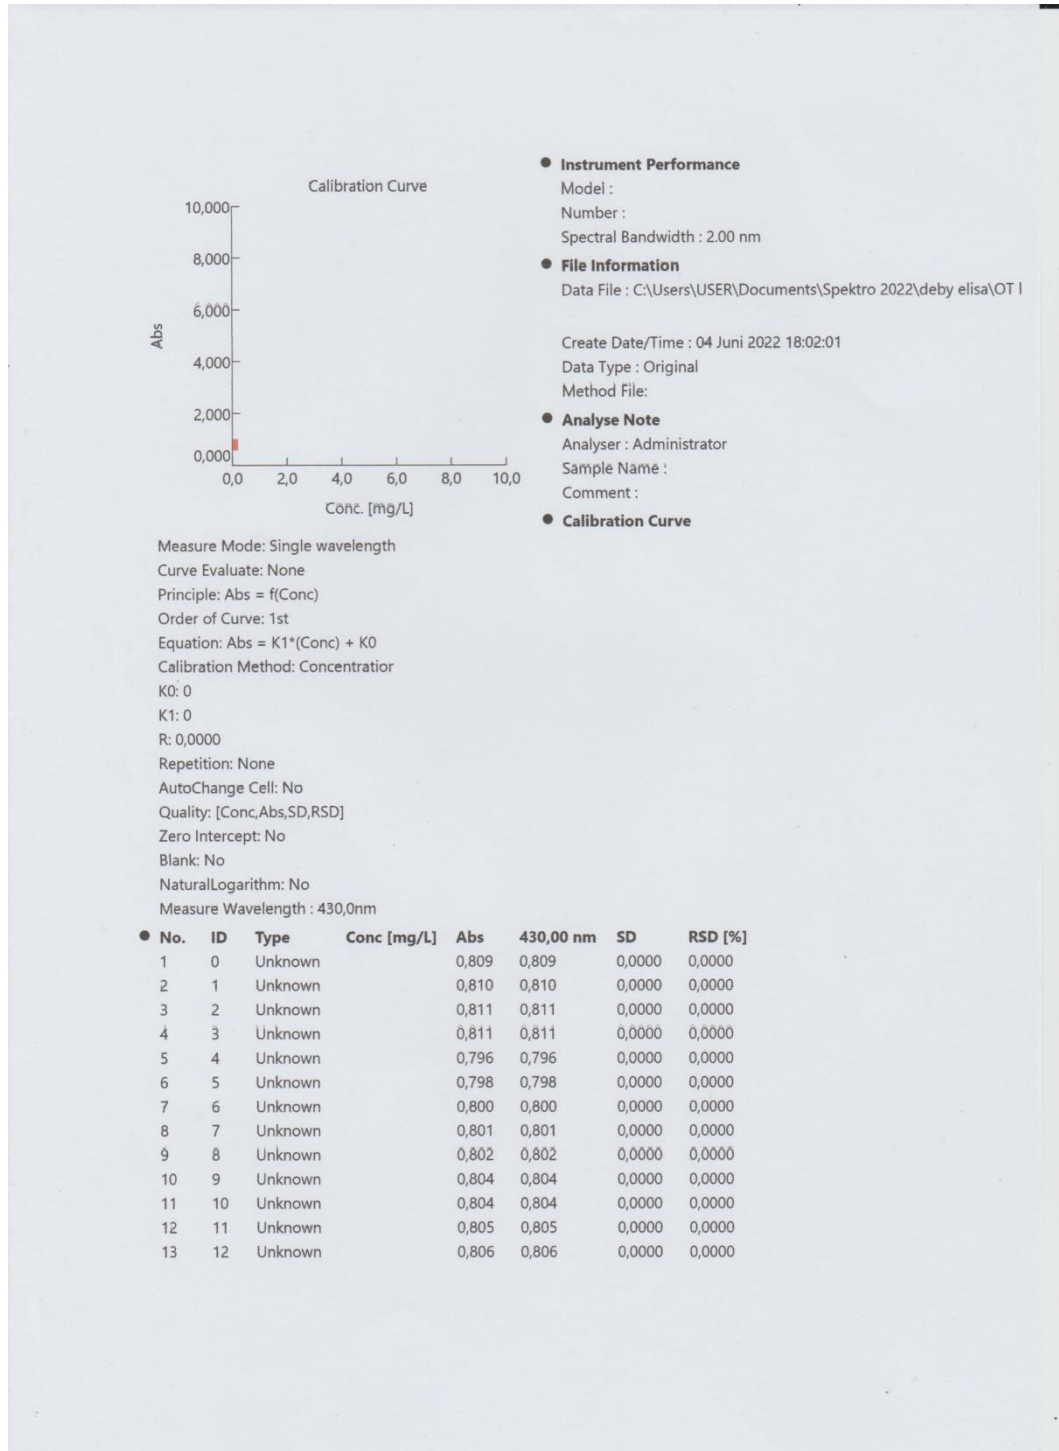 Calibration Curve
10,000
8,000
6,000
4,000
2,000
0,000
Abs
0,0 2,0 4,0 6,0 8,0 10,0
Conc. [mg/L]
● Instrument Performance
Model :
Number :
Spectral Bandwidth : 2.00 nm
● File Information
Data File : C:\Users\USER\Documents\Spektro 2022\deby elisa\OT l
Create Date/Time : 04 Juni 2022 18:02:01
Data Type : Original
Method File:
● Analyse Note
Analyser : Administrator
Sample Name :
Comment :
● Calibration Curve
Measure Mode: Single wavelength
Curve Evaluate: None
Principle: Abs = f(Conc)
Order of Curve: 1st
Equation: Abs = K1*(Conc) + K0
Calibration Method: Concentratior
K0: 0
K1: 0
R: 0,0000
Repetition: None
AutoChange Cell: No
Quality: [Conc,Abs,SD,RSD]
Zero Intercept: No
Blank: No
NaturalLogarithm: No
Measure Wavelength : 430,0nm
● No. ID Type Conc [mg/L] Abs 430,00 nm SD RSD [%]
1 0 Unknown 0,809 0,809 0,0000 0,0000
2 1 Unknown 0,810 0,810 0,0000 0,0000
3 2 Unknown 0,811 0,811 0,0000 0,0000
4 3 Unknown 0,811 0,811 0,0000 0,0000
5 4 Unknown 0,796 0,796 0,0000 0,0000
6 5 Unknown 0,798 0,798 0,0000 0,0000
7 6 Unknown 0,800 0,800 0,0000 0,0000
8 7 Unknown 0,801 0,801 0,0000 0,0000
9 8 Unknown 0,802 0,802 0,0000 0,0000
10 9 Unknown 0,804 0,804 0,0000 0,0000
11 10 Unknown 0,804 0,804 0,0000 0,0000
12 11 Unknown 0,805 0,805 0,0000 0,0000
13 12 Unknown 0,806 0,806 0,0000 0,0000